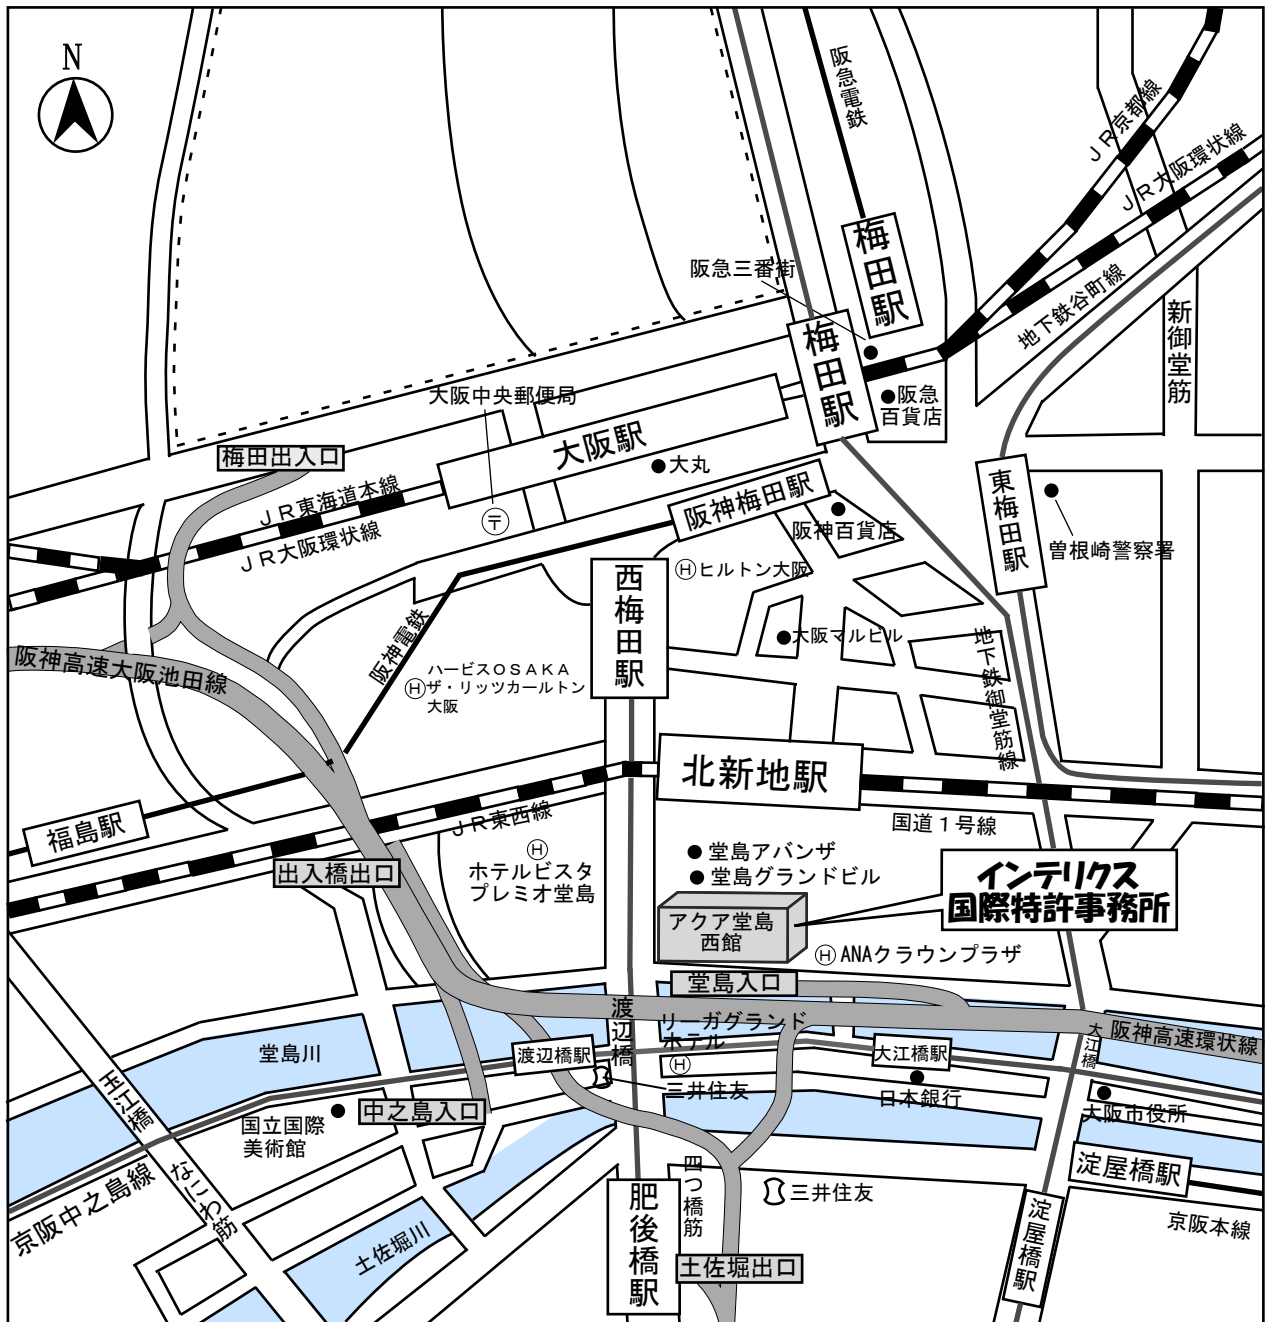 N
阪急電鉄
JR京都線
JR大阪環状線
梅田駅
阪急三番街
地下鉄谷町線
新御堂筋
梅田駅
阪急
百貨店
大阪中央郵便局
大阪駅
大丸
梅田出入口
JR東海道本線
JR大阪環状線
〒
阪神梅田駅
阪神百貨店
東梅田駅
曽根崎警察署
西梅田駅
Ⓗヒルトン大阪
大阪マルビル
地下鉄御堂筋線
阪神高速大阪池田線
阪神電鉄
ハービスOSAKA
Ⓗザ・リッツカールトン
大阪
北新地駅
福島駅
JR東西線
国道1号線
Ⓗ
ホテルビスタ
プレミオ堂島
堂島アバンザ
堂島グランドビル
インテリクス
国際特許事務所
出入橋出口
アクア堂島
西館
ⒽANAクラウンプラザ
堂島入口
渡辺橋
リーガグランド
ホテル
Ⓗ
大江橋
阪神高速環状線
堂島川
渡辺橋駅
大江橋駅
三井住友
日本銀行
大阪市役所
玉江橋
国立国際
美術館
中之島入口
京阪中之島線
なにわ筋
四つ橋筋
三井住友
淀屋橋駅
京阪本線
肥後橋駅
淀屋橋駅
土佐堀川
土佐堀出口